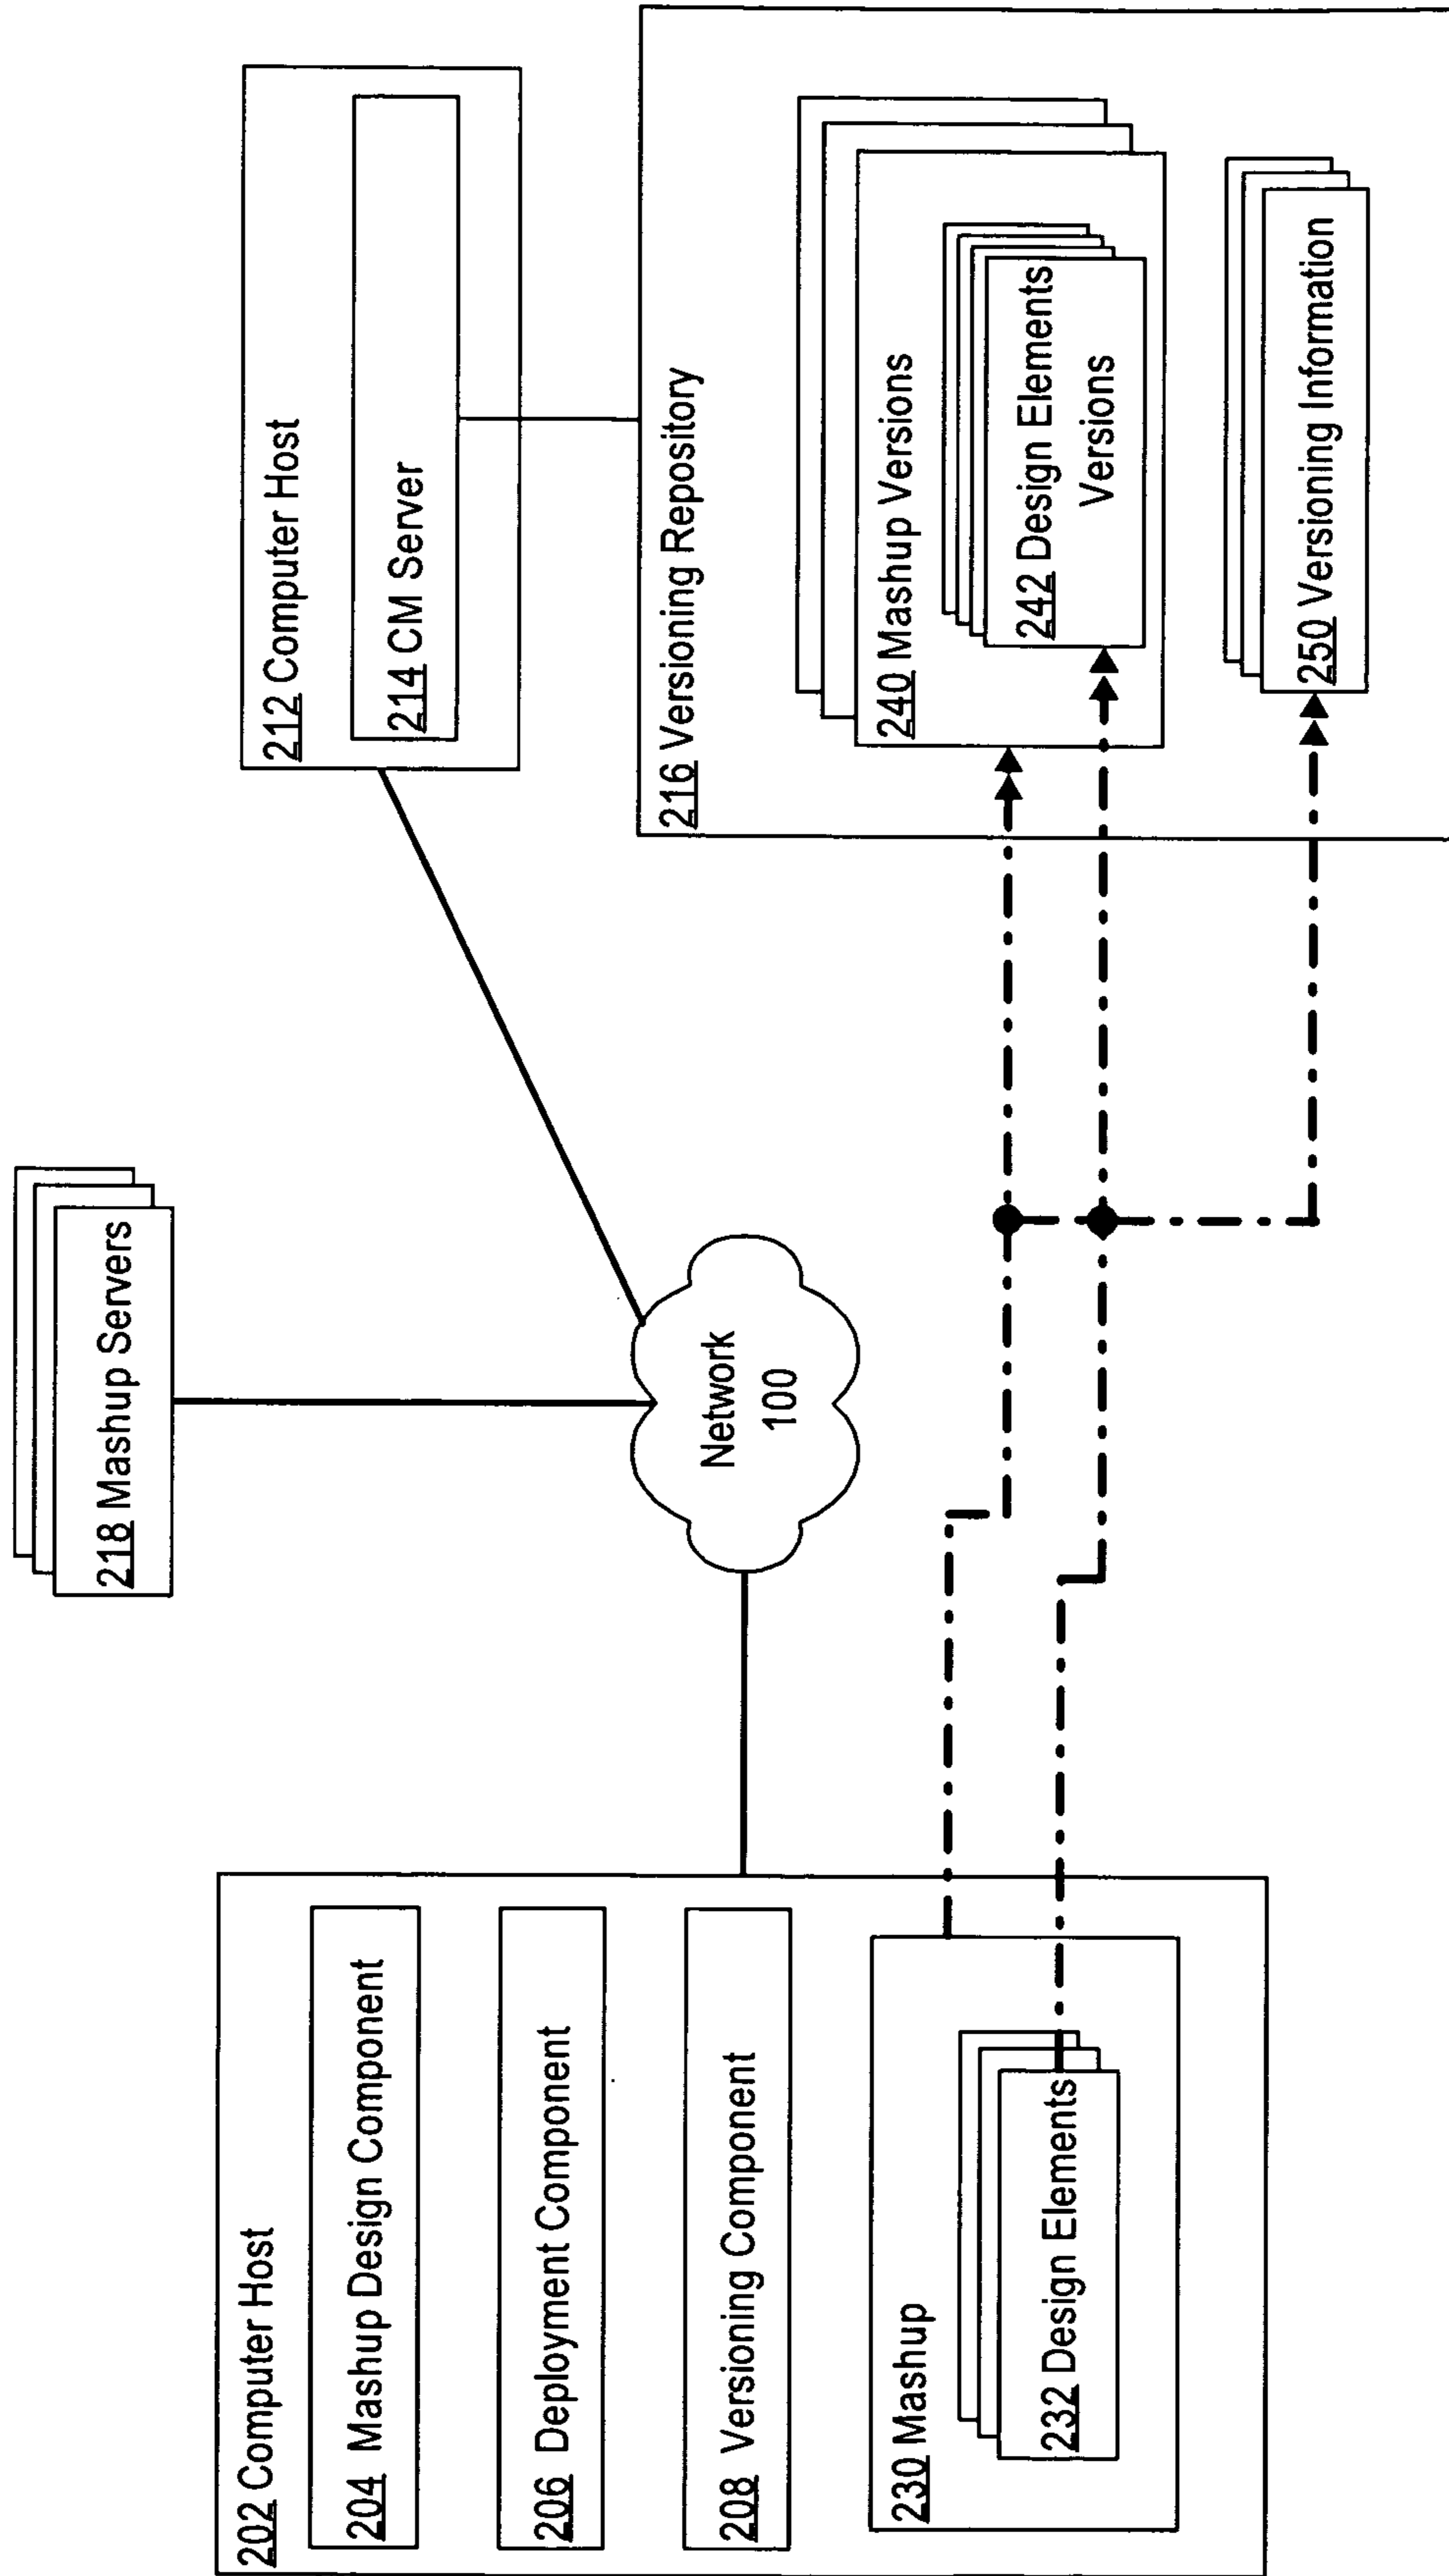 202 Computer Host
204 Mashup Design Component
206 Deployment Component
208 Versioning Component
230 Mashup
232 Design Elements
218 Mashup Servers
Network
100
212 Computer Host
214 CM Server
216 Versioning Repository
240 Mashup Versions
242 Design Elements
Versions
250 Versioning Information